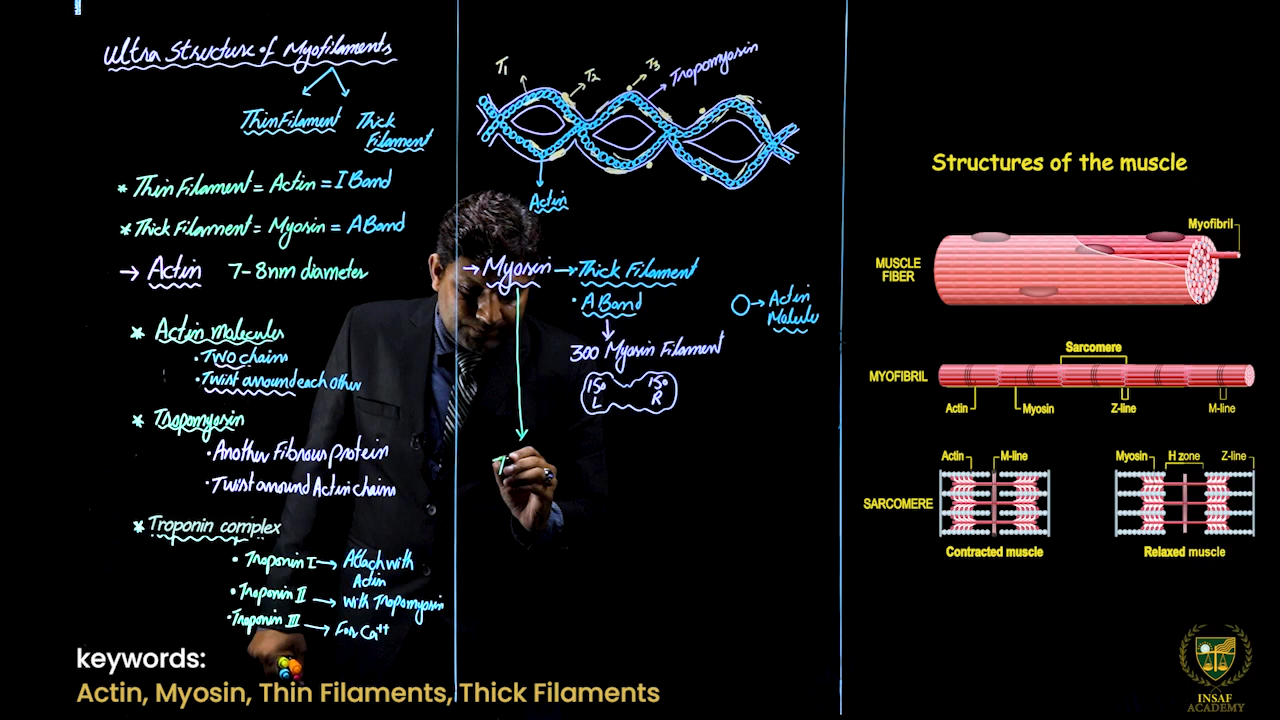 Ultra Structure of Myofilaments
Thin Filament
Thick
Filament
* Thin Filament = Actin = I Band
* Thick Filament = Myosin = A Band
→ Actin 7-8nm diameter
* Actin molecules
• Two chains
• Twist arround each other
* Tropomyosin
• Another Fibrous protein
• Twist arround Actin chains
* Troponin complex
• Troponin I → Attach with
Actin
• Troponin II → with Tropomyosin
• Troponin III → For Ca++
T1
T2
T3
Tropomyosin
Actin
→ Myosin → Thick Filament
• A Band
300 Myosin Filament
150 150
L R
→ Actin
Molecule
Structures of the muscle
Myofibril
MUSCLE
FIBER
Sarcomere
MYOFIBRIL
Actin Myosin Z-line M-line
Actin M-line Myosin H zone Z-line
SARCOMERE
Contracted muscle Relaxed muscle
keywords:
Actin, Myosin, Thin Filaments, Thick Filaments
INSAF
ACADEMY